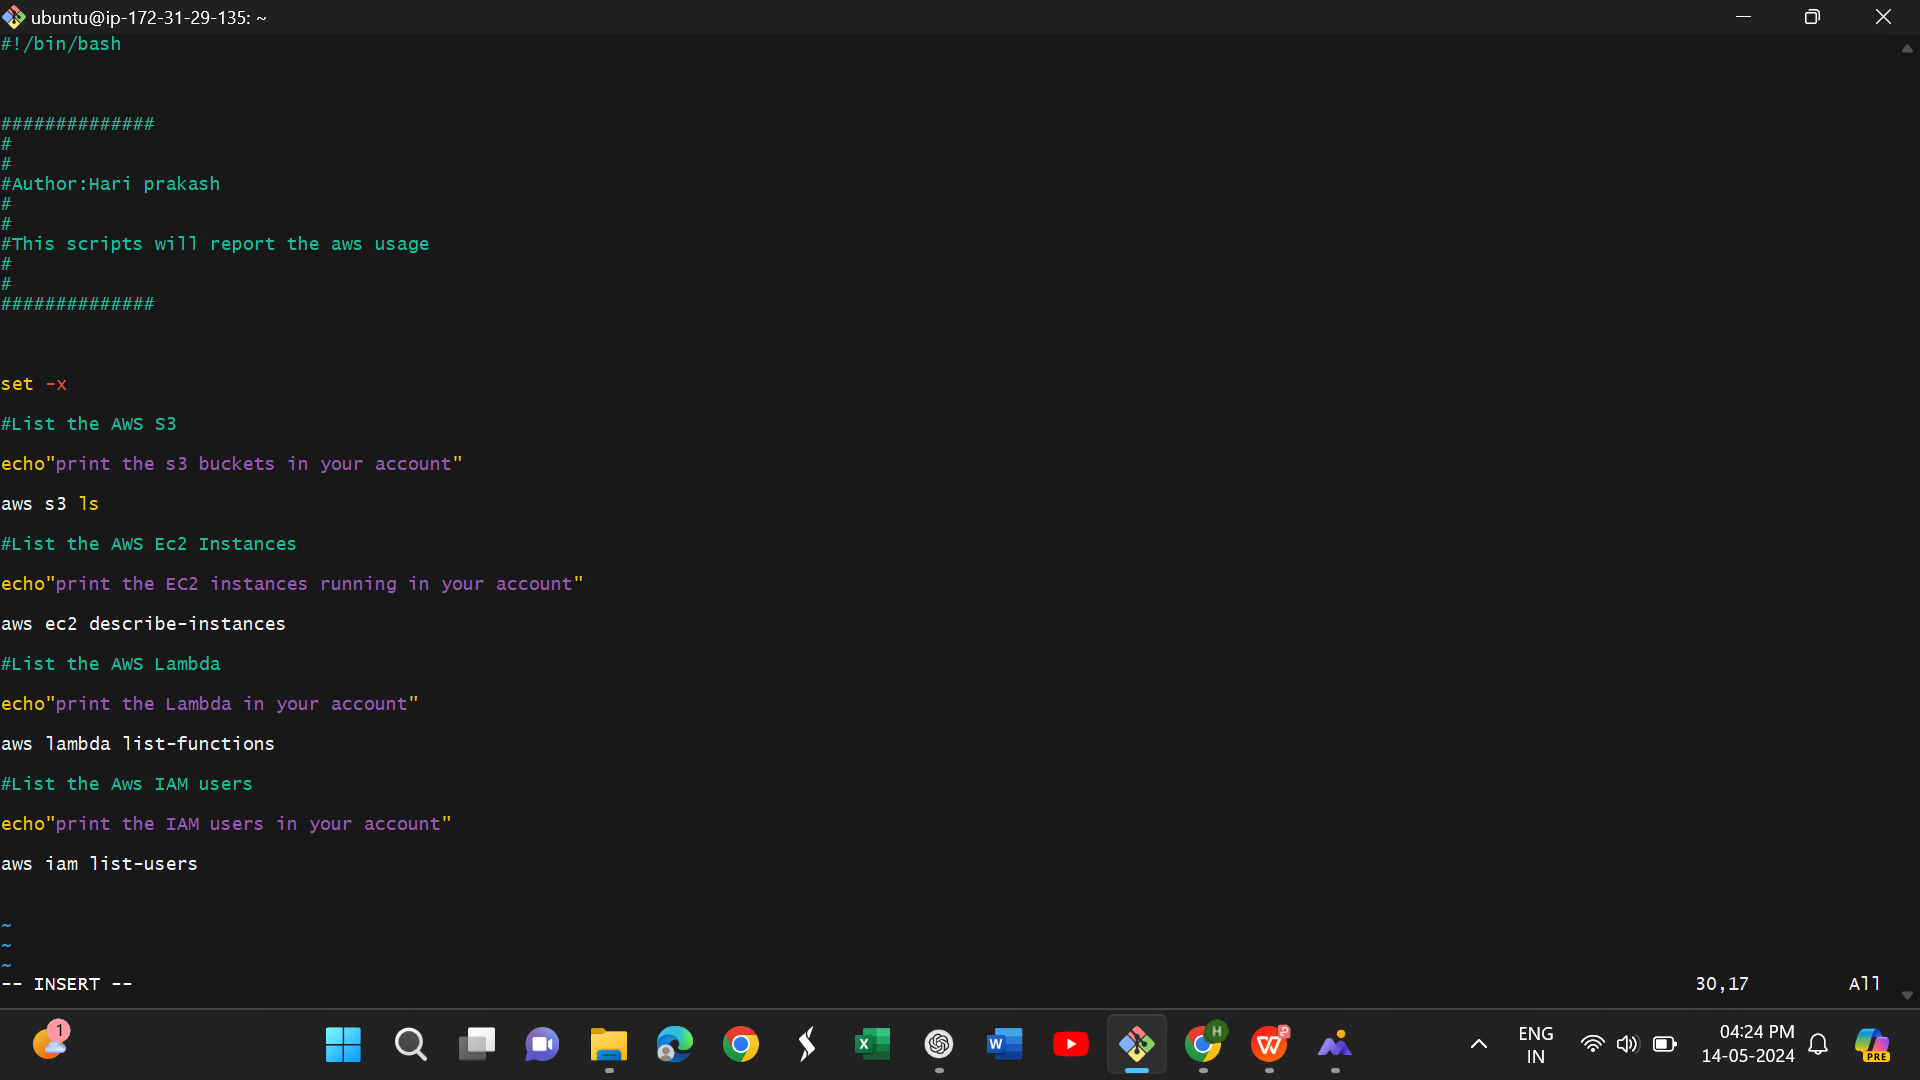 ubuntu@ip-172-31-29-135: ~
#!/bin/bash
##############
#
#
#Author:Hari prakash
#
#
#This scripts will report the aws usage
#
#
##############
set -x
#List the AWS S3
echo"print the s3 buckets in your account"
aws s3 ls
#List the AWS Ec2 Instances
echo"print the EC2 instances running in your account"
aws ec2 describe-instances
#List the AWS Lambda
echo"print the Lambda in your account"
aws lambda list-functions
#List the Aws IAM users
echo"print the IAM users in your account"
aws iam list-users
~
~
~
-- INSERT -- 30,17 All
1
H
ENG
IN
04:24 PM
14-05-2024
PRE